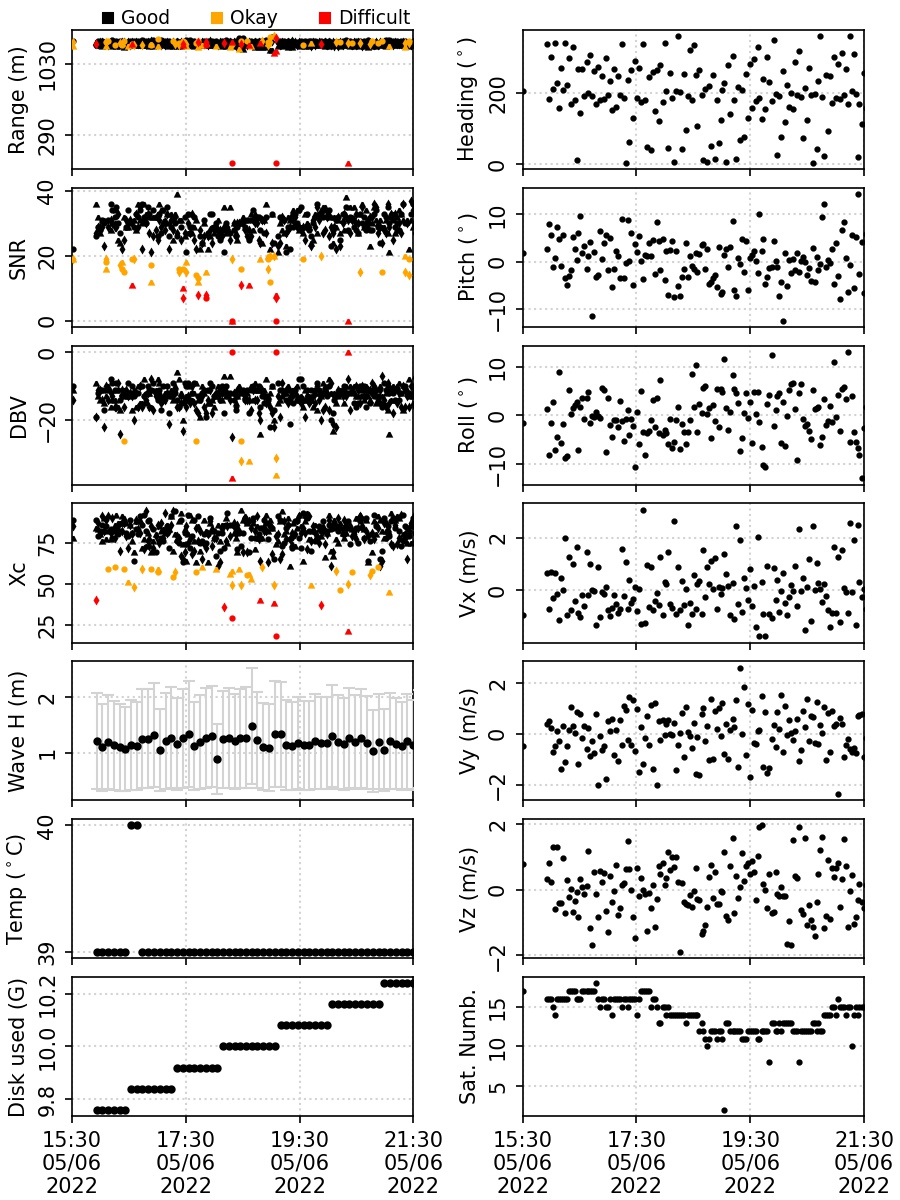 Good Okay Difficult
Range (m)
1030
290
Heading (°)
200
0
SNR
40
20
0
Pitch (°)
10
0
−10
DBV
0
−20
Roll (°)
10
0
−10
Xc
75
50
25
Vx (m/s)
2
0
Wave H (m)
2
1
Vy (m/s)
2
0
−2
Temp (°C)
40
39
Vz (m/s)
2
0
−2
Disk used (G)
10.2
10.0
9.8
Sat. Numb.
15
10
5
15:30 17:30 19:30 21:30
05/06 05/06 05/06 05/06
2022 2022 2022 2022
15:30 17:30 19:30 21:30
05/06 05/06 05/06 05/06
2022 2022 2022 2022